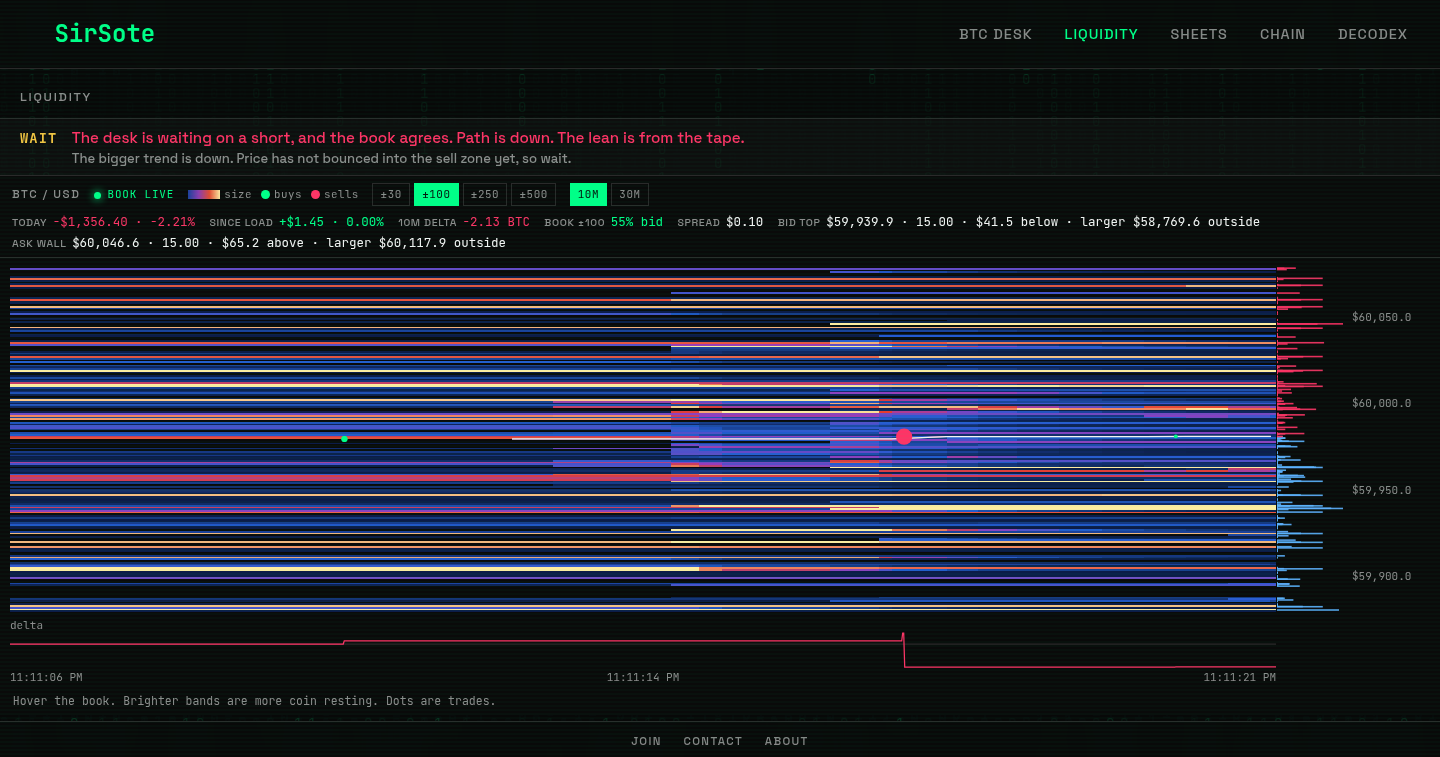 SirSote
BTC DESK LIQUIDITY SHEETS CHAIN DECODEX
LIQUIDITY
WAIT The desk is waiting on a short, and the book agrees. Path is down. The lean is from the tape.
The bigger trend is down. Price has not bounced into the sell zone yet, so wait.
BTC / USD BOOK LIVE size buys sells ±30 ±100 ±250 ±500 10M 30M
TODAY -$1,356.40 · -2.21% SINCE LOAD +$1.45 · 0.00% 10M DELTA -2.13 BTC BOOK ±100 55% bid SPREAD $0.10 BID TOP $59,939.9 · 15.00 · $41.5 below · larger $58,769.6 outside
ASK WALL $60,046.6 · 15.00 · $65.2 above · larger $60,117.9 outside
$60,050.0
$60,000.0
$59,950.0
$59,900.0
delta
11:11:06 PM 11:11:14 PM 11:11:21 PM
Hover the book. Brighter bands are more coin resting. Dots are trades.
JOIN CONTACT ABOUT